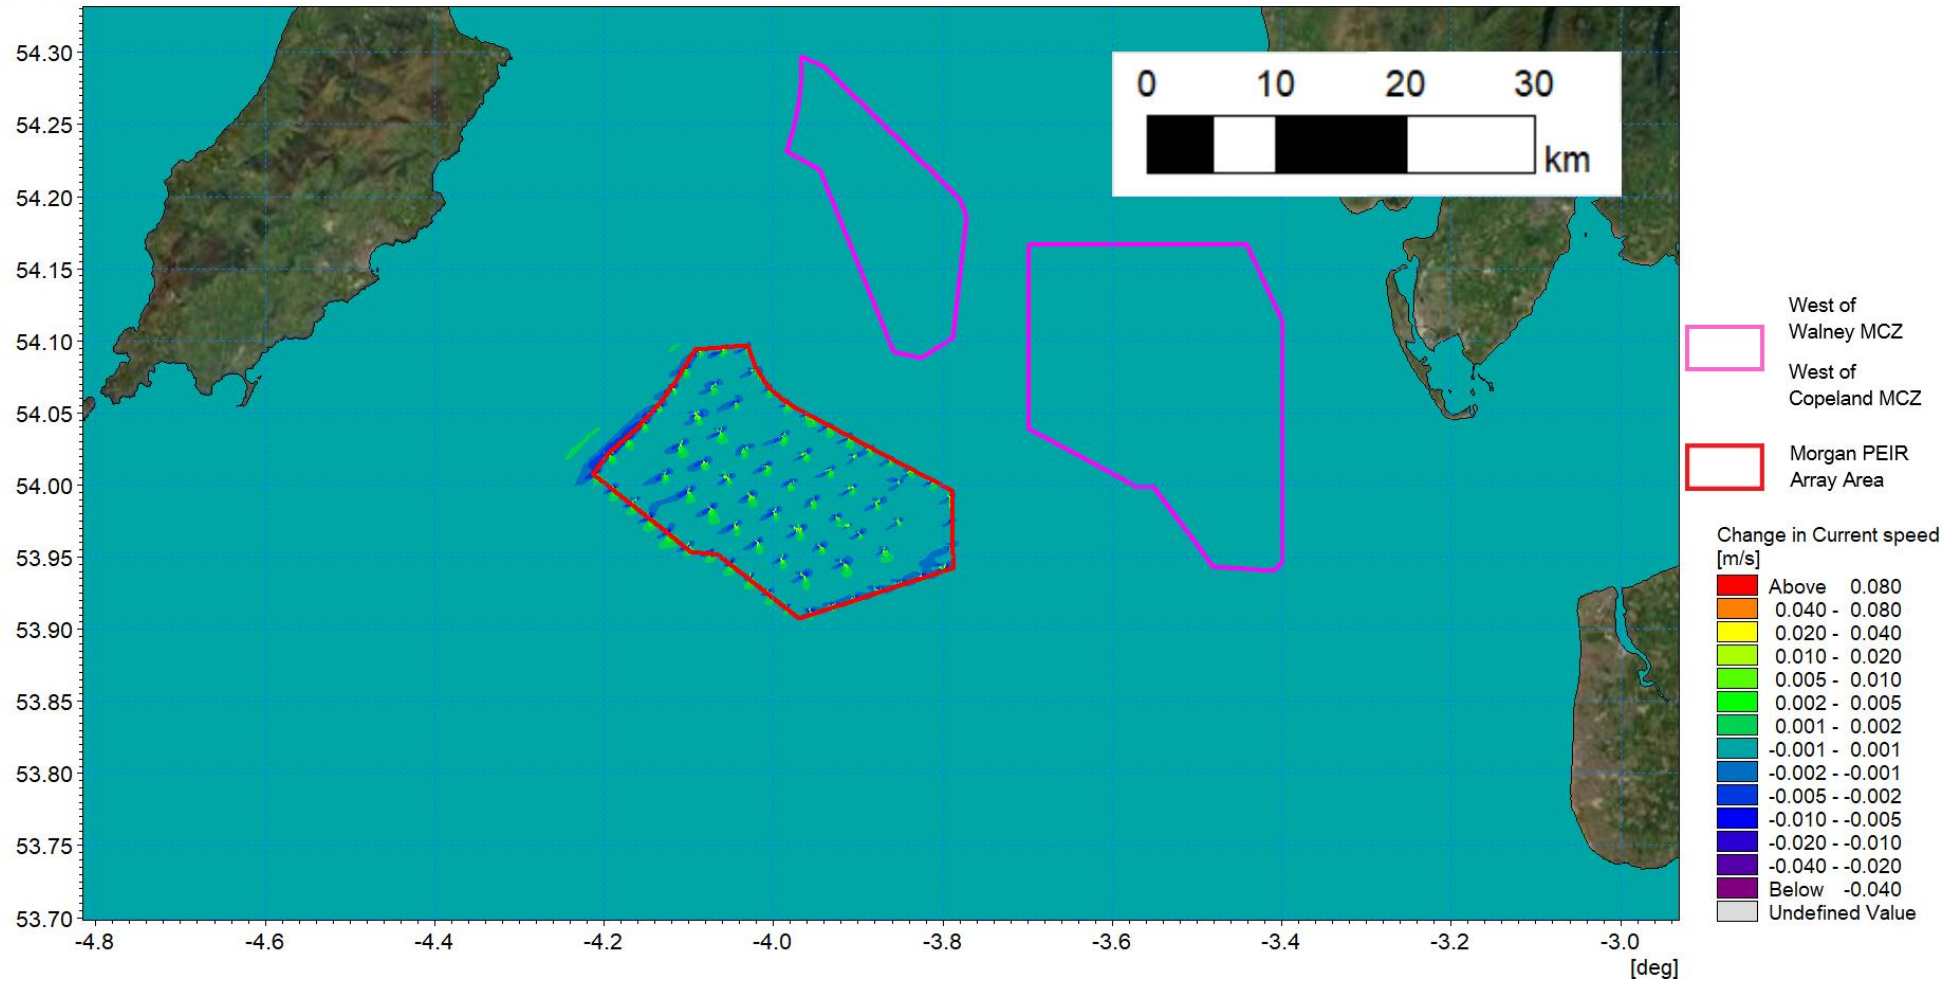 54.30
54.25
54.20
54.15
54.10
54.05
54.00
53.95
53.90
53.85
53.80
53.75
53.70
-4.8 -4.6 -4.4 -4.2 -4.0 -3.8 -3.6 -3.4 -3.2 -3.0
[deg]
0 10 20 30
km
West of
Walney MCZ
West of
Copeland MCZ
Morgan PEIR
Array Area
Change in Current speed
[m/s]
Above 0.080
0.040 - 0.080
0.020 - 0.040
0.010 - 0.020
0.005 - 0.010
0.002 - 0.005
0.001 - 0.002
-0.001 - 0.001
-0.002 - -0.001
-0.005 - -0.002
-0.010 - -0.005
-0.020 - -0.010
-0.040 - -0.020
Below -0.040
Undefined Value